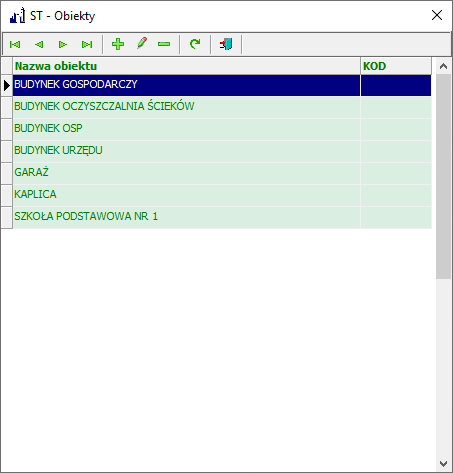 ST - Obiekty
Nazwa obiektu KOD
BUDYNEK GOSPODARCZY
BUDYNEK OCZYSZCZALNIA ŚCIEKÓW
BUDYNEK OSP
BUDYNEK URZĘDU
GARAŻ
KAPLICA
SZKOŁA PODSTAWOWA NR 1